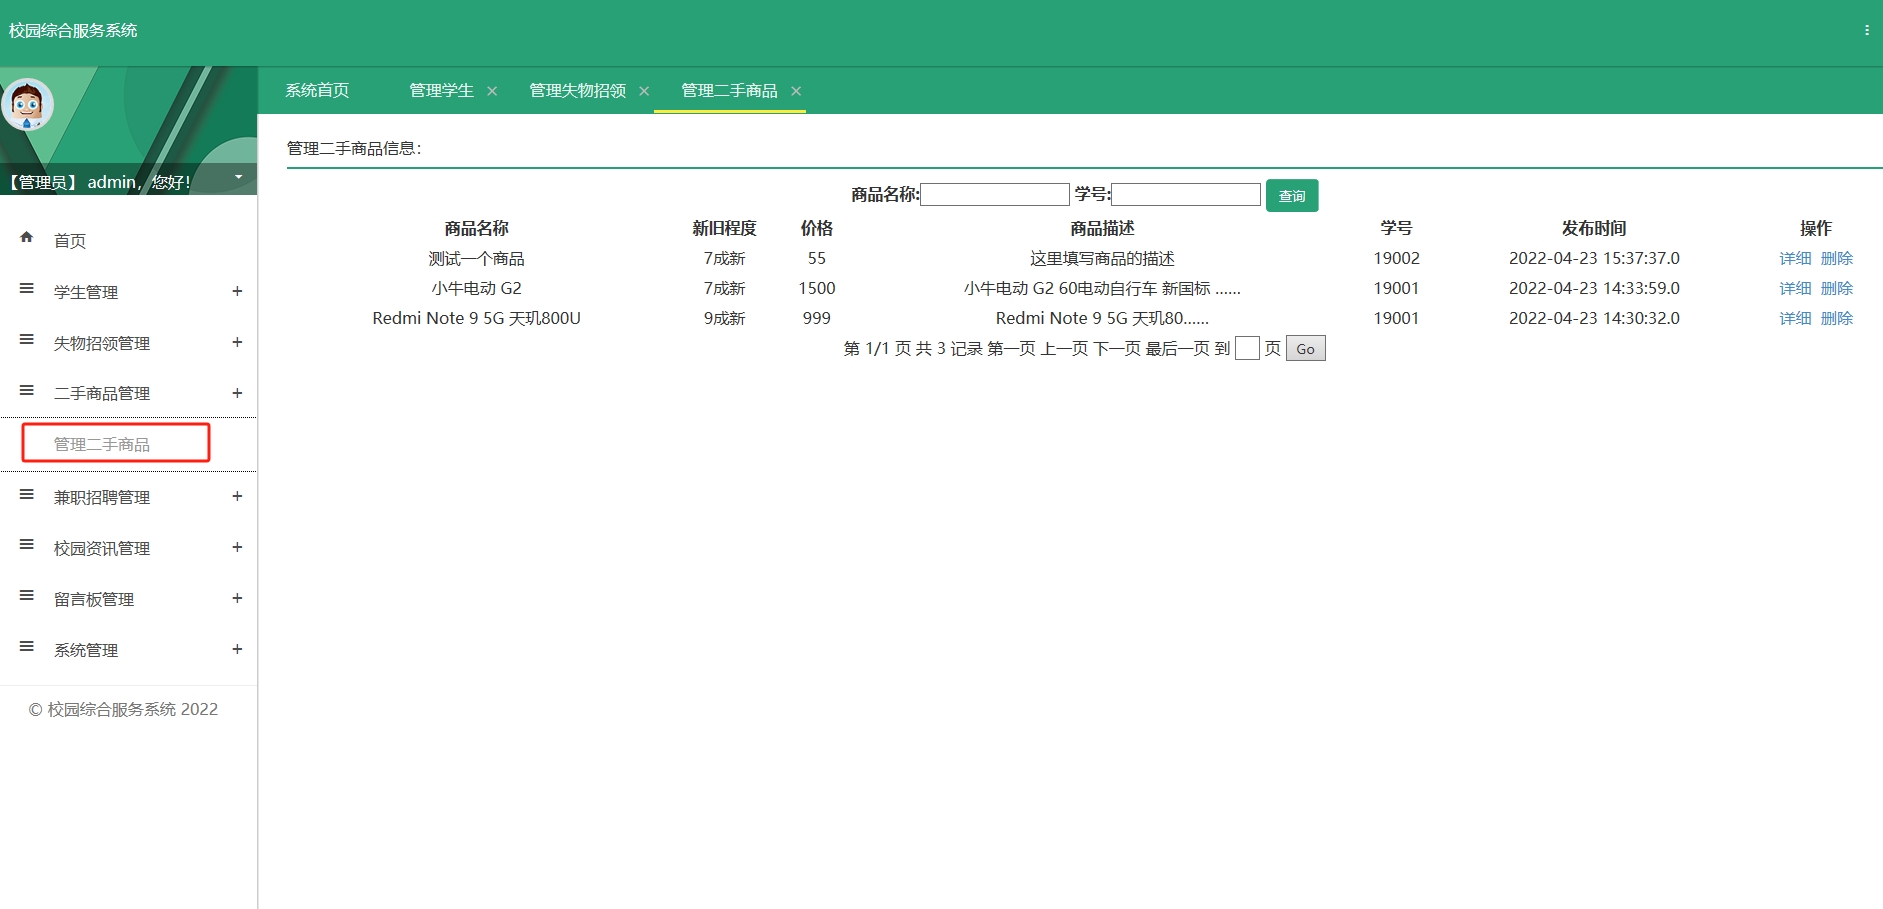 校园综合服务系统
【管理员】 admin，您好！
系统首页 管理学生 × 管理失物招领 × 管理二手商品 ×
首页
学生管理 +
失物招领管理 +
二手商品管理 +
管理二手商品
兼职招聘管理 +
校园资讯管理 +
留言板管理 +
系统管理 +
© 校园综合服务系统 2022
管理二手商品信息：
商品名称: 学号: 查询
商品名称 新旧程度 价格 商品描述 学号 发布时间 操作
测试一个商品 7成新 55 这里填写商品的描述 19002 2022-04-23 15:37:37.0 详细 删除
小牛电动 G2 7成新 1500 小牛电动 G2 60电动自行车 新国标 ...... 19001 2022-04-23 14:33:59.0 详细 删除
Redmi Note 9 5G 天玑800U 9成新 999 Redmi Note 9 5G 天玑80...... 19001 2022-04-23 14:30:32.0 详细 删除
第 1/1 页 共 3 记录 第一页 上一页 下一页 最后一页 到 页 Go